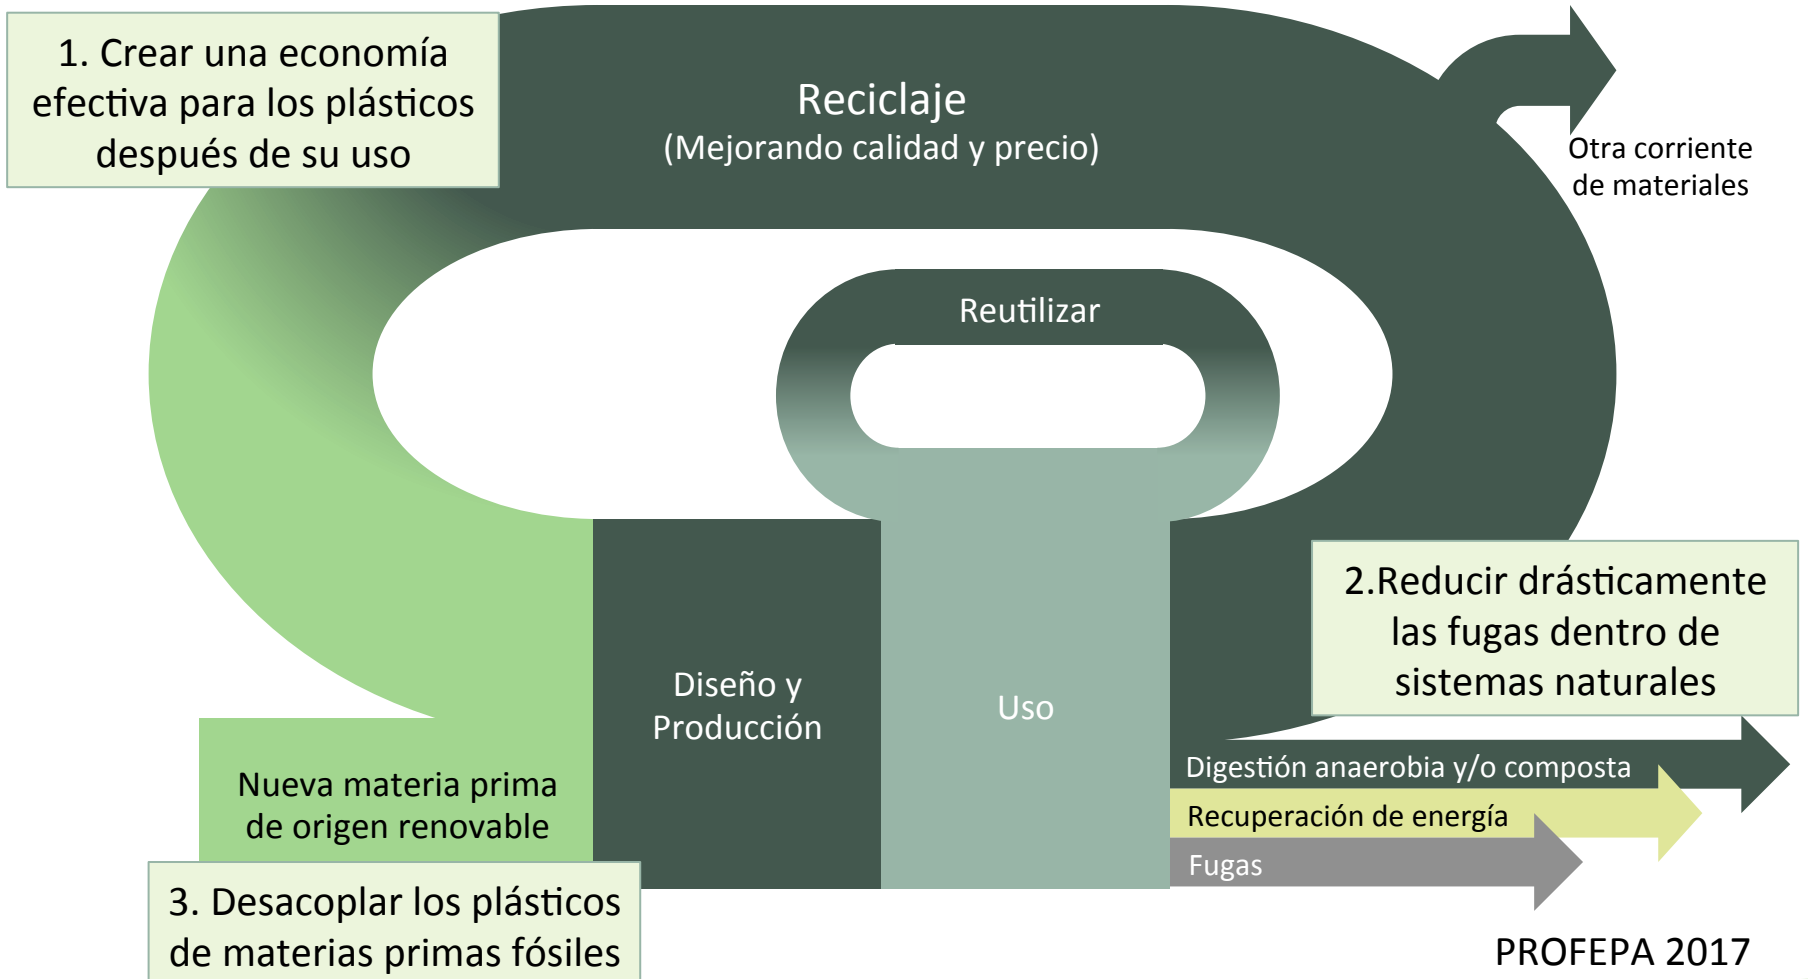 1. Crear una economía
efectiva para los plásticos
después de su uso
Reciclaje
(Mejorando calidad y precio)
Otra corriente
de materiales
Reutilizar
2.Reducir drásticamente
las fugas dentro de
sistemas naturales
Diseño y
Producción
Uso
Nueva materia prima
de origen renovable
Digestión anaerobia y/o composta
Recuperación de energía
Fugas
3. Desacoplar los plásticos
de materias primas fósiles
PROFEPA 2017